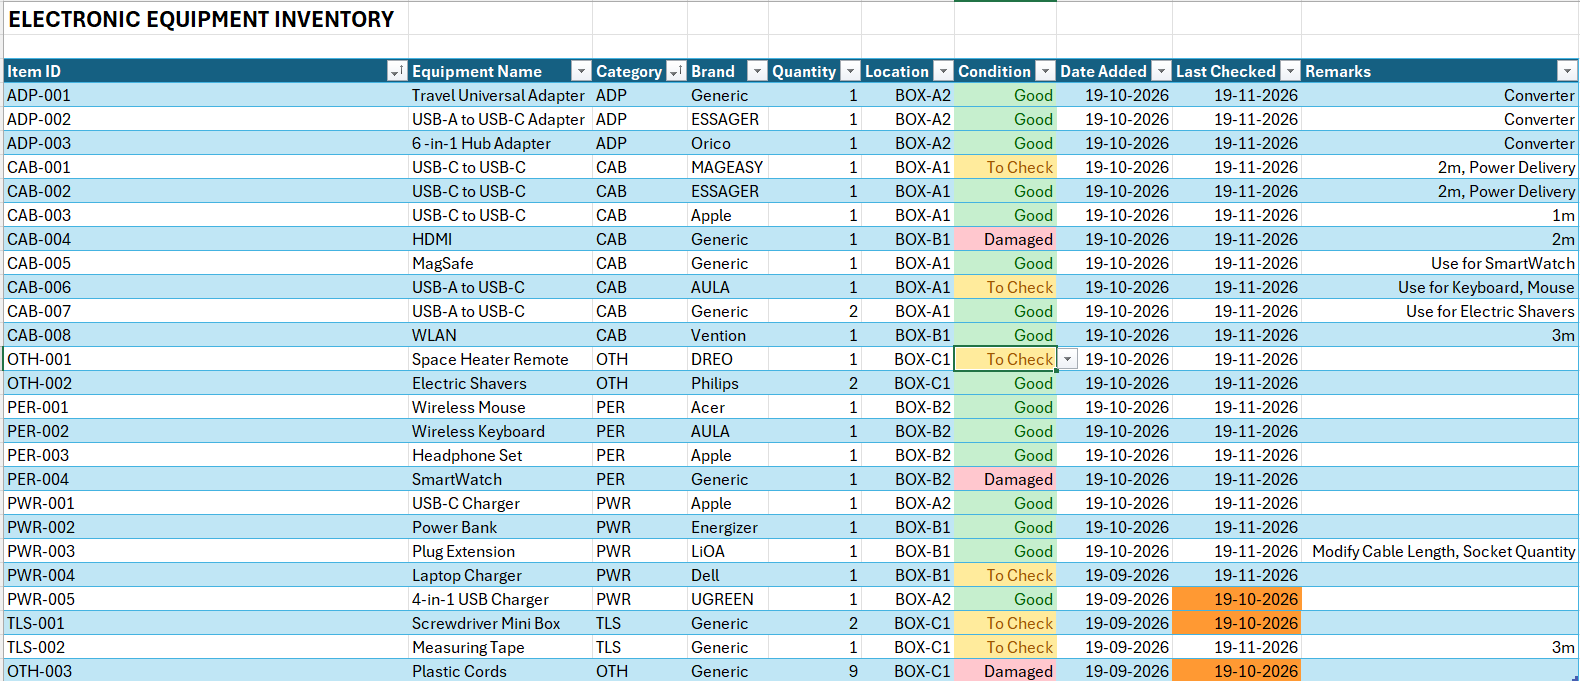 ELECTRONIC EQUIPMENT INVENTORY
Item ID Equipment Name Category Brand Quantity Location Condition Date Added Last Checked Remarks
ADP-001 Travel Universal Adapter ADP Generic 1 BOX-A2 Good 19-10-2026 19-11-2026 Converter
ADP-002 USB-A to USB-C Adapter ADP ESSAGER 1 BOX-A2 Good 19-10-2026 19-11-2026 Converter
ADP-003 6 -in-1 Hub Adapter ADP Orico 1 BOX-A2 Good 19-10-2026 19-11-2026 Converter
CAB-001 USB-C to USB-C CAB MAGEASY 1 BOX-A1 To Check 19-10-2026 19-11-2026 2m, Power Delivery
CAB-002 USB-C to USB-C CAB ESSAGER 1 BOX-A1 Good 19-10-2026 19-11-2026 2m, Power Delivery
CAB-003 USB-C to USB-C CAB Apple 1 BOX-A1 Good 19-10-2026 19-11-2026 1m
CAB-004 HDMI CAB Generic 1 BOX-B1 Damaged 19-10-2026 19-11-2026 2m
CAB-005 MagSafe CAB Generic 1 BOX-A1 Good 19-10-2026 19-11-2026 Use for SmartWatch
CAB-006 USB-A to USB-C CAB AULA 1 BOX-A1 To Check 19-10-2026 19-11-2026 Use for Keyboard, Mouse
CAB-007 USB-A to USB-C CAB Generic 2 BOX-A1 Good 19-10-2026 19-11-2026 Use for Electric Shavers
CAB-008 WLAN CAB Vention 1 BOX-B1 Good 19-10-2026 19-11-2026 3m
OTH-001 Space Heater Remote OTH DREO 1 BOX-C1 To Check 19-10-2026 19-11-2026
OTH-002 Electric Shavers OTH Philips 2 BOX-C1 Good 19-10-2026 19-11-2026
PER-001 Wireless Mouse PER Acer 1 BOX-B2 Good 19-10-2026 19-11-2026
PER-002 Wireless Keyboard PER AULA 1 BOX-B2 Good 19-10-2026 19-11-2026
PER-003 Headphone Set PER Apple 1 BOX-B2 Good 19-10-2026 19-11-2026
PER-004 SmartWatch PER Generic 1 BOX-B2 Damaged 19-10-2026 19-11-2026
PWR-001 USB-C Charger PWR Apple 1 BOX-A2 Good 19-10-2026 19-11-2026
PWR-002 Power Bank PWR Energizer 1 BOX-B1 Good 19-10-2026 19-11-2026
PWR-003 Plug Extension PWR LiOA 1 BOX-B1 Good 19-10-2026 19-11-2026 Modify Cable Length, Socket Quantity
PWR-004 Laptop Charger PWR Dell 1 BOX-B1 To Check 19-09-2026 19-11-2026
PWR-005 4-in-1 USB Charger PWR UGREEN 1 BOX-A2 Good 19-09-2026 19-10-2026
TLS-001 Screwdriver Mini Box TLS Generic 2 BOX-C1 To Check 19-09-2026 19-10-2026
TLS-002 Measuring Tape TLS Generic 1 BOX-C1 To Check 19-09-2026 19-11-2026 3m
OTH-003 Plastic Cords OTH Generic 9 BOX-C1 Damaged 19-09-2026 19-10-2026